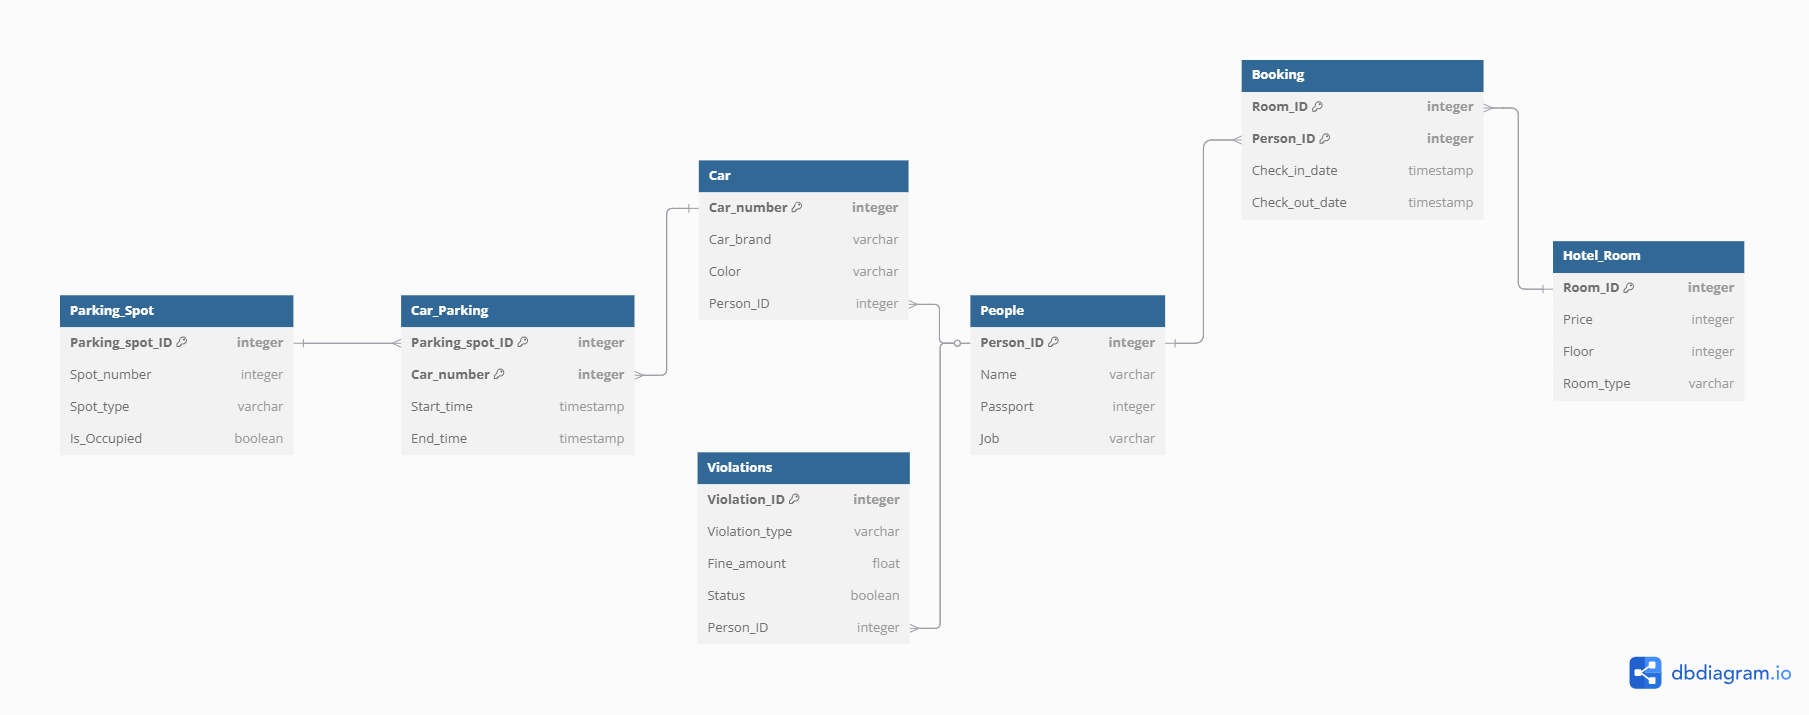 Parking_Spot
Parking_spot_ID integer
Spot_number integer
Spot_type varchar
Is_Occupied boolean
Car_Parking
Parking_spot_ID integer
Car_number integer
Start_time timestamp
End_time timestamp
Car
Car_number integer
Car_brand varchar
Color varchar
Person_ID integer
Violations
Violation_ID integer
Violation_type varchar
Fine_amount float
Status boolean
Person_ID integer
People
Person_ID integer
Name varchar
Passport integer
Job varchar
Booking
Room_ID integer
Person_ID integer
Check_in_date timestamp
Check_out_date timestamp
Hotel_Room
Room_ID integer
Price integer
Floor integer
Room_type varchar
dbdiagram.io